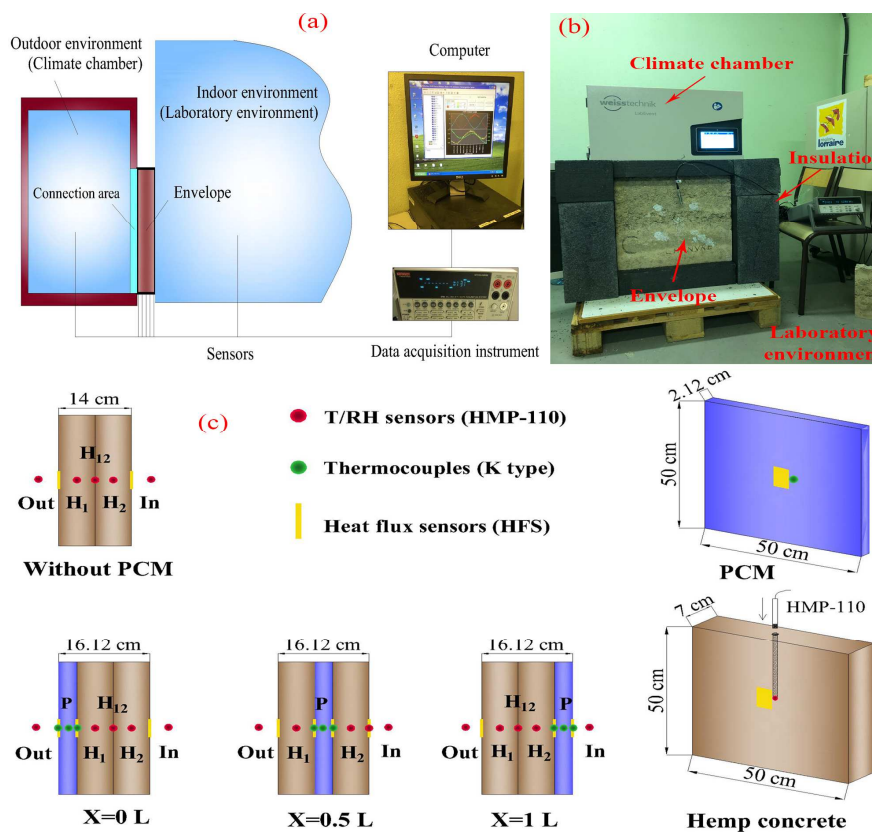 (a)
Outdoor environment
(Climate chamber)
Indoor environment
(Laboratory environment)
Connection area
Envelope
Sensors
Computer
Data acquisition instrument
(b)
Climate chamber
weisstechnik
Insulatio
lorraine
Envelope
Laboratory
environmen
(c)
14 cm
H12
Out
H1
H2
In
Without PCM
T/RH sensors (HMP-110)
Thermocouples (K type)
Heat flux sensors (HFS)
2.12 cm
50 cm
50 cm
PCM
16.12 cm
P
H12
Out
H1
H2
In
X=0 L
16.12 cm
P
Out
H1
H2
In
X=0.5 L
16.12 cm
H12
P
Out
H1
H2
In
X=1 L
7 cm
HMP-110
50 cm
50 cm
Hemp concrete